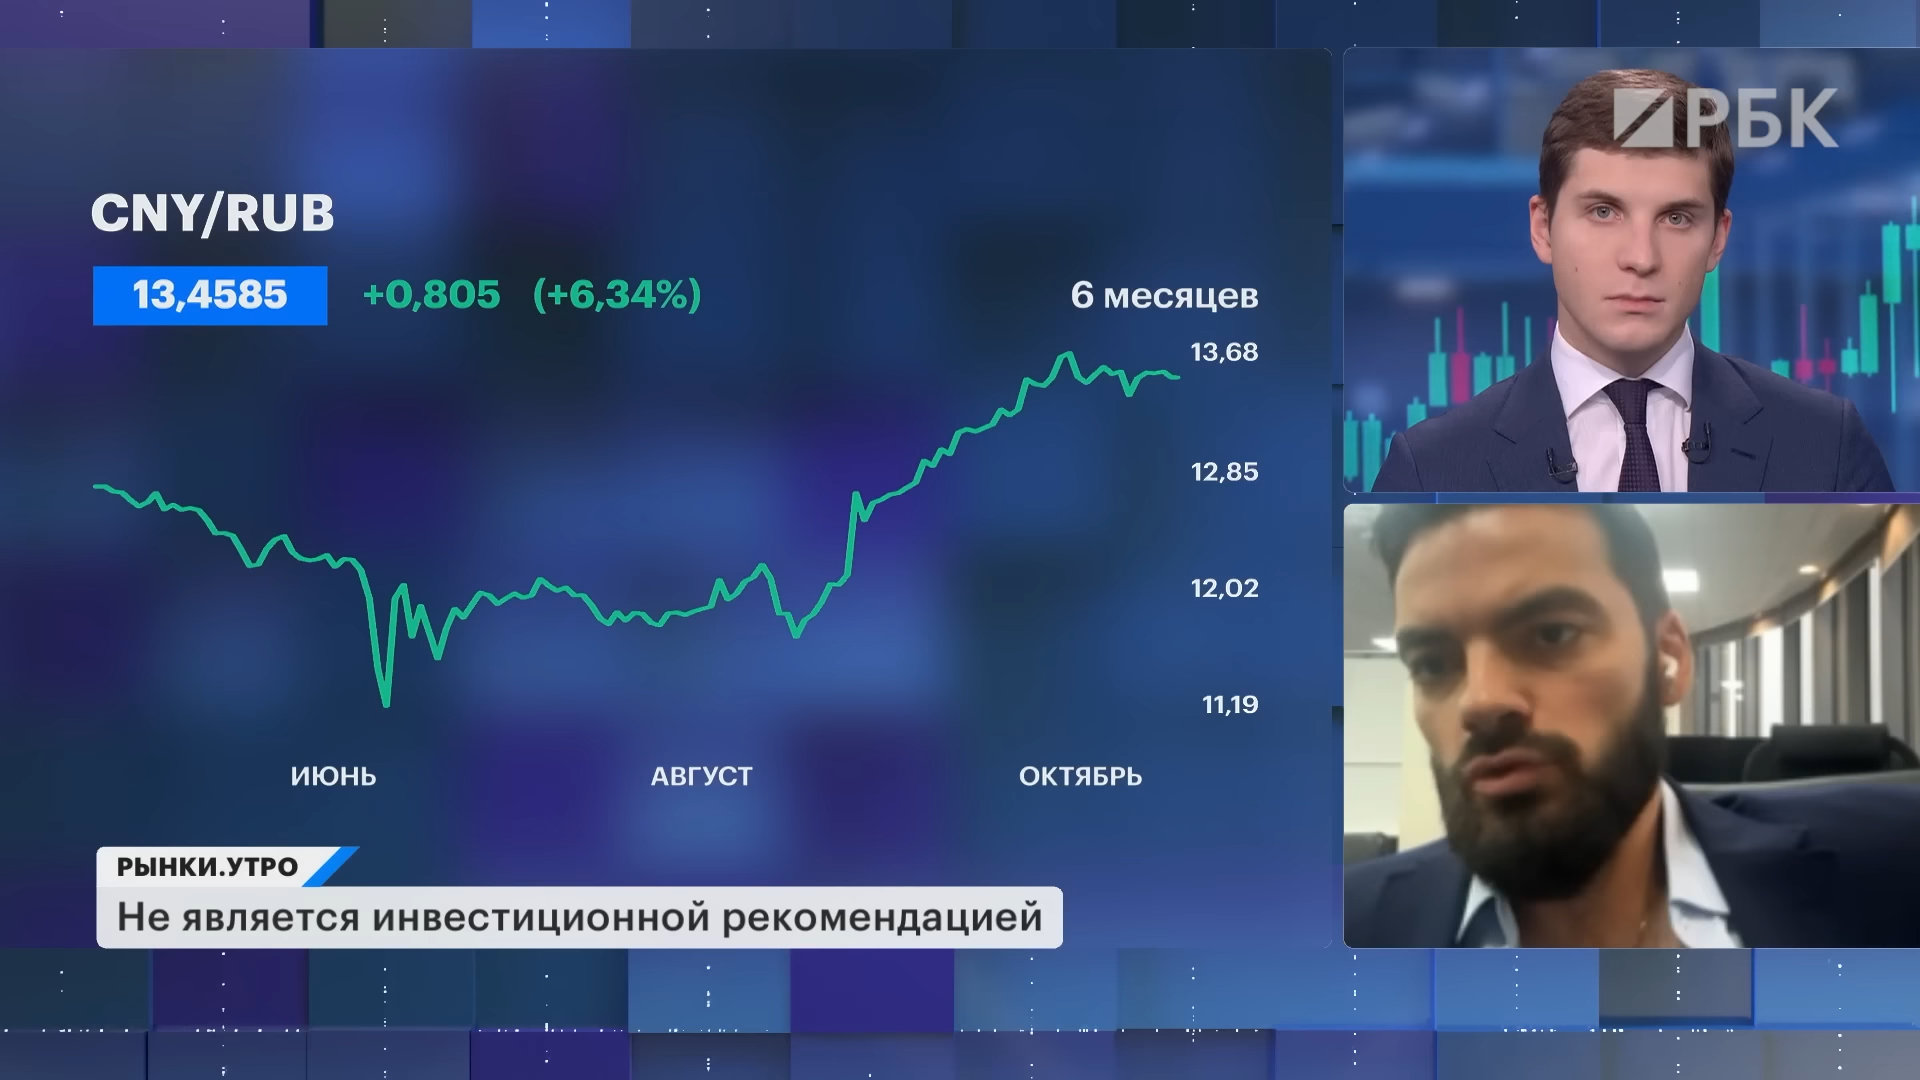 РБК
CNY/RUB
13,4585 +0,805 (+6,34%)
6 месяцев
13,68
12,85
12,02
11,19
ИЮНЬ АВГУСТ ОКТЯБРЬ
РЫНКИ.УТРО
Не является инвестиционной рекомендацией